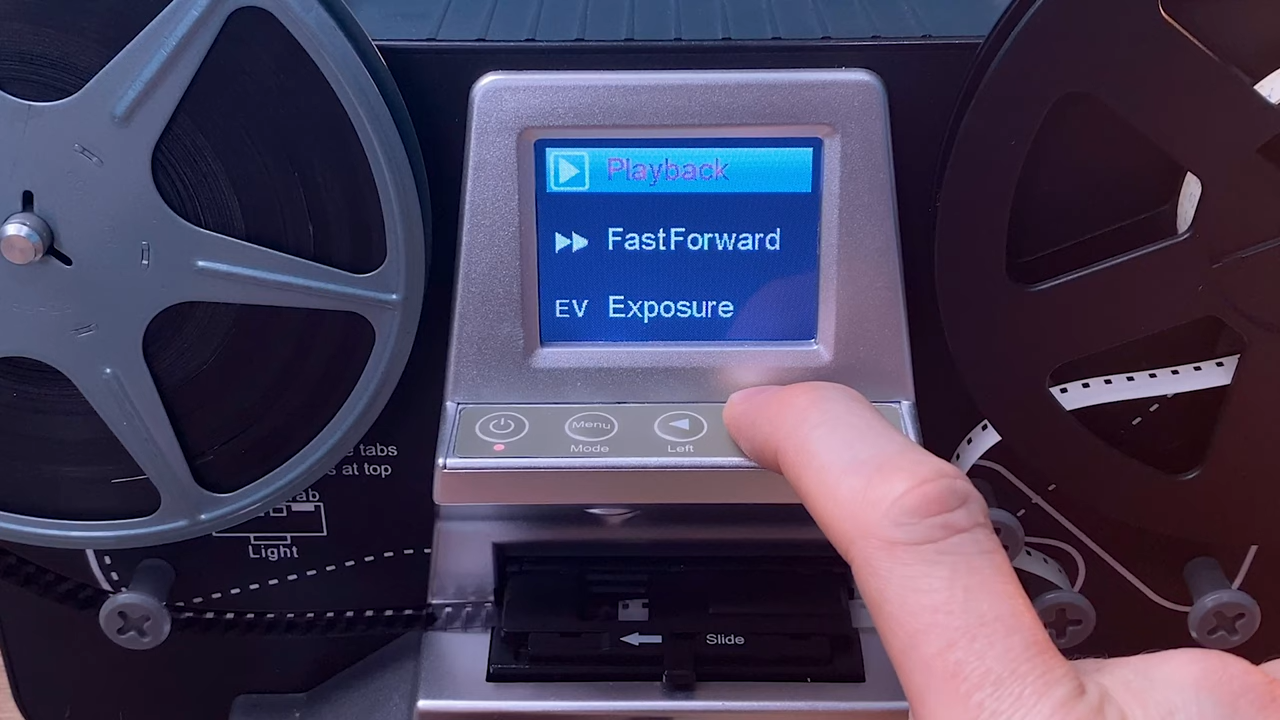 Playback
FastForward
EV Exposure
Menu
Mode
Left
tabs
at top
Light
Slide